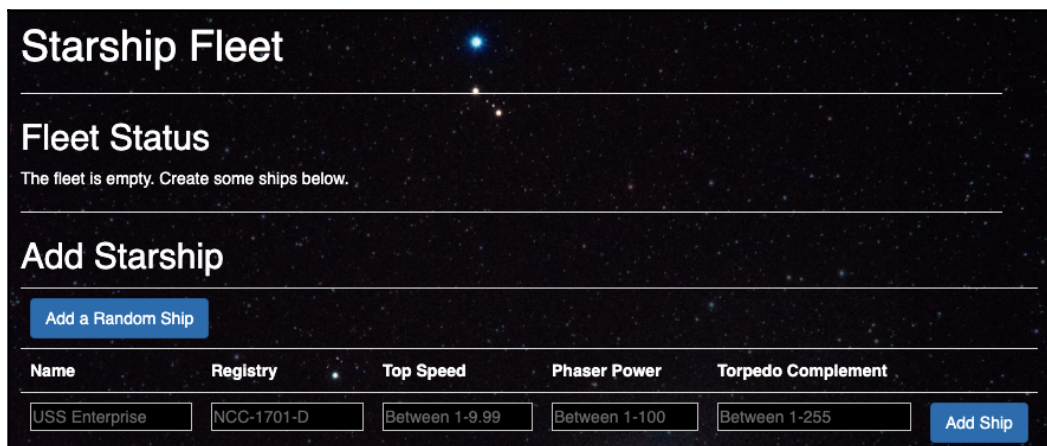 Starship Fleet
Fleet Status
The fleet is empty. Create some ships below.
Add Starship
Add a Random Ship
Name Registry Top Speed Phaser Power Torpedo Complement
USS Enterprise NCC-1701-D Between 1-9.99 Between 1-100 Between 1-255 Add Ship